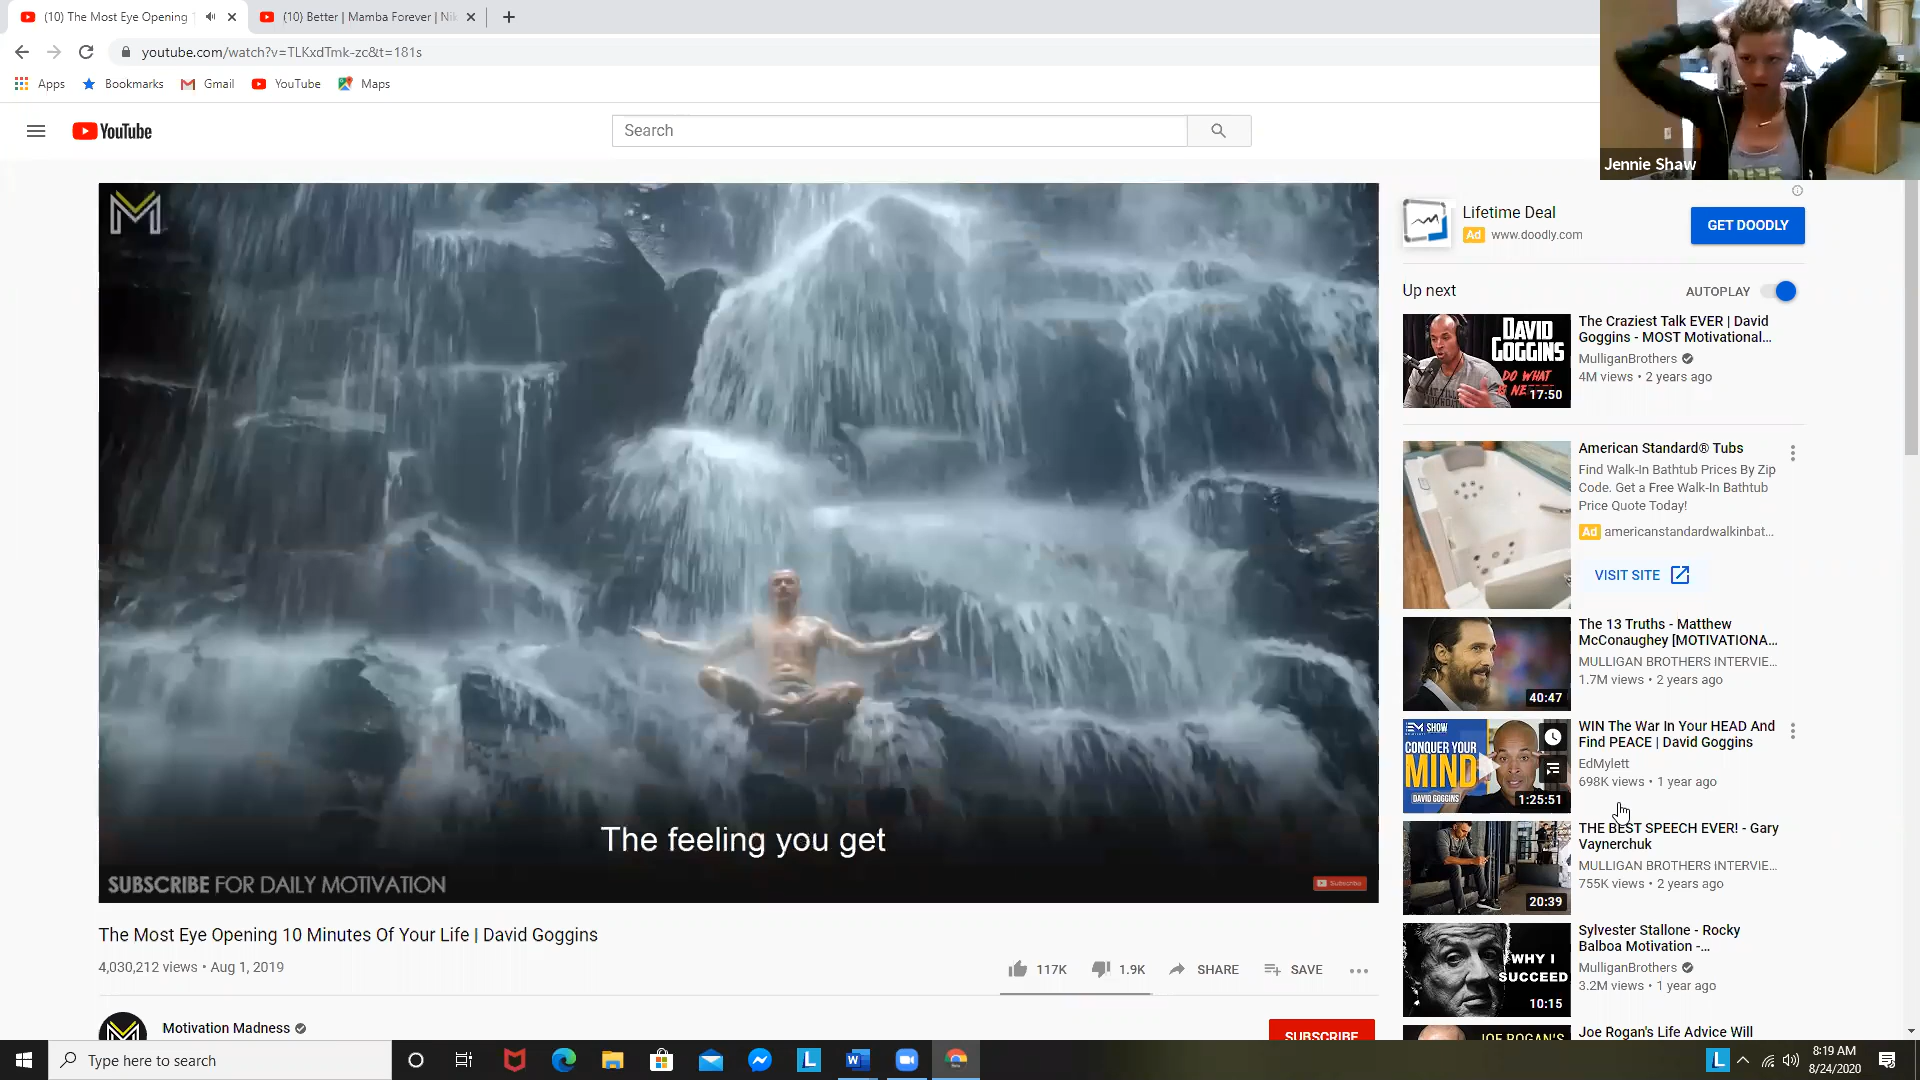 (10) The Most Eye Opening
(10) Better | Mamba Forever | Nik
youtube.com/watch?v=TLKxdTmk-zc&t=181s
Apps
Bookmarks
Gmail
YouTube
Maps
YouTube
Search
Jennie Shaw
Lifetime Deal
Ad www.doodly.com
GET DOODLY
Up next
AUTOPLAY
DAVID
GOGGINS
DO WHAT
17:50
The Craziest Talk EVER | David
Goggins - MOST Motivational...
MulliganBrothers
4M views • 2 years ago
American Standard® Tubs
Find Walk-In Bathtub Prices By Zip
Code. Get a Free Walk-In Bathtub
Price Quote Today!
Ad americanstandardwalkinbat...
VISIT SITE
40:47
The 13 Truths - Matthew
McConaughey [MOTIVATIONA...
MULLIGAN BROTHERS INTERVIE...
1.7M views • 2 years ago
EM SHOW
CONQUER YOUR
MIND
DAVID GOGGINS
1:25:51
WIN The War In Your HEAD And
Find PEACE | David Goggins
EdMylett
698K views • 1 year ago
20:39
THE BEST SPEECH EVER! - Gary
Vaynerchuk
MULLIGAN BROTHERS INTERVIE...
755K views • 2 years ago
WHY I
SUCCEED
10:15
Sylvester Stallone - Rocky
Balboa Motivation -...
MulliganBrothers
3.2M views • 1 year ago
JOE ROGAN'S
Joe Rogan's Life Advice Will
M
The feeling you get
SUBSCRIBE FOR DAILY MOTIVATION
Subscribe
The Most Eye Opening 10 Minutes Of Your Life | David Goggins
4,030,212 views • Aug 1, 2019
117K
1.9K
SHARE
SAVE
Motivation Madness
SUBSCRIBE
Type here to search
L
W
L
8:19 AM
8/24/2020